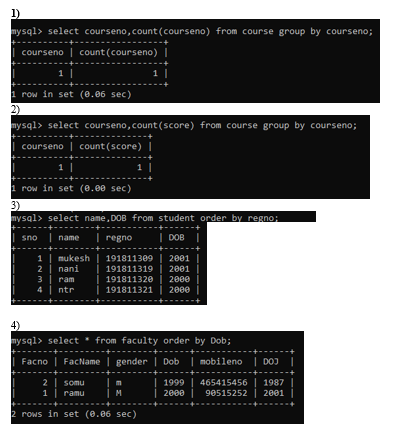 1)
mysql> select courseno,count(courseno) from course group by courseno;
+----------+-----------------+
| courseno | count(courseno) |
+----------+-----------------+
| 1 | 1 |
+----------+-----------------+
1 row in set (0.06 sec)
2)
mysql> select courseno,count(score) from course group by courseno;
+----------+--------------+
| courseno | count(score) |
+----------+--------------+
| 1 | 1 |
+----------+--------------+
1 row in set (0.00 sec)
3)
mysql> select name,DOB from student order by regno;
+-----+--------+-----------+------+
| sno | name | regno | DOB |
+-----+--------+-----------+------+
| 1 | mukesh | 191811309 | 2001 |
| 2 | nani | 191811319 | 2001 |
| 3 | ram | 191811320 | 2000 |
| 4 | ntr | 191811321 | 2000 |
+-----+--------+-----------+------+
4)
mysql> select * from faculty order by Dob;
+-------+---------+--------+------+-----------+------+
| Facno | FacName | gender | Dob | mobileno | DOJ |
+-------+---------+--------+------+-----------+------+
| 2 | somu | m | 1999 | 465415456 | 1987 |
| 1 | ramu | M | 2000 | 90515252 | 2001 |
+-------+---------+--------+------+-----------+------+
2 rows in set (0.06 sec)